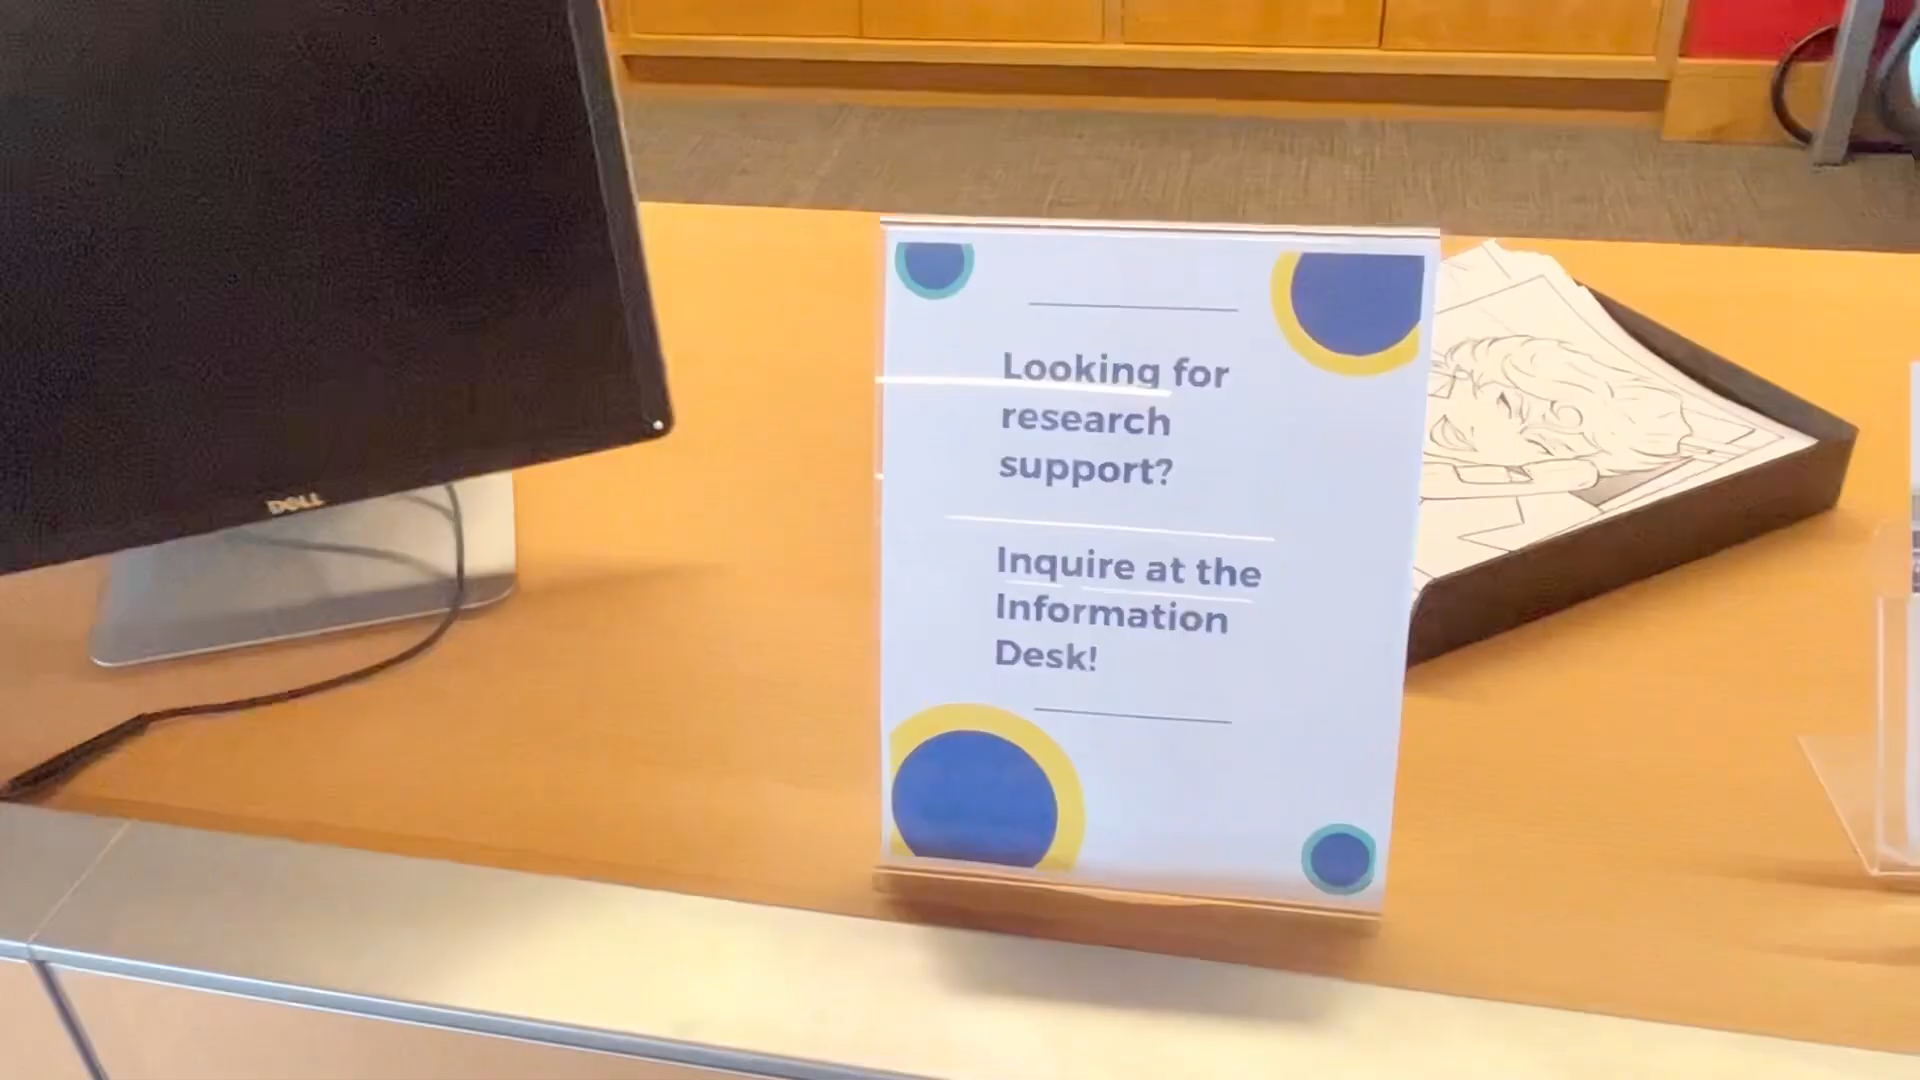 DELL
Looking for
research
support?
Inquire at the
Information
Desk!